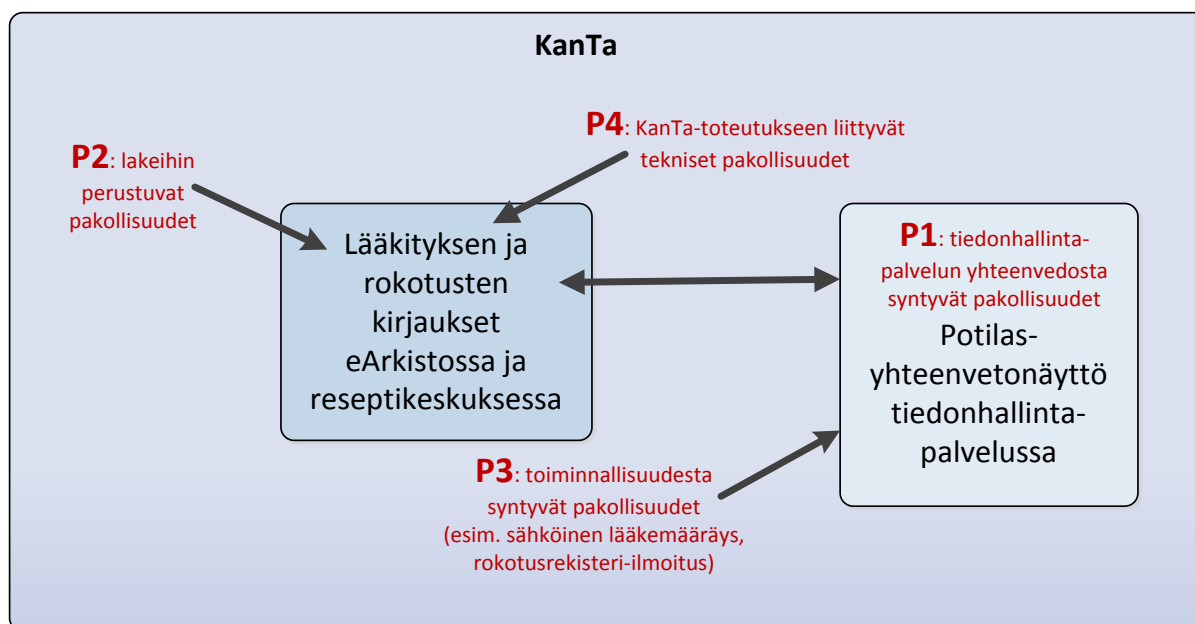 KanTa
P4: KanTa-toteutukseen liittyvät
tekniset pakollisuudet
P2: lakeihin
perustuvat
pakollisuudet
Lääkityksen ja
rokotusten
kirjaukset
eArkistossa ja
reseptikeskuksessa
P1: tiedonhallinta-
palvelun yhteenvedosta
syntyvät pakollisuudet
Potilas-
yhteenvetonäyttö
tiedonhallinta-
palvelussa
P3: toiminnallisuudesta
syntyvät pakollisuudet
(esim. sähköinen lääkemääräys,
rokotusrekisteri-ilmoitus)